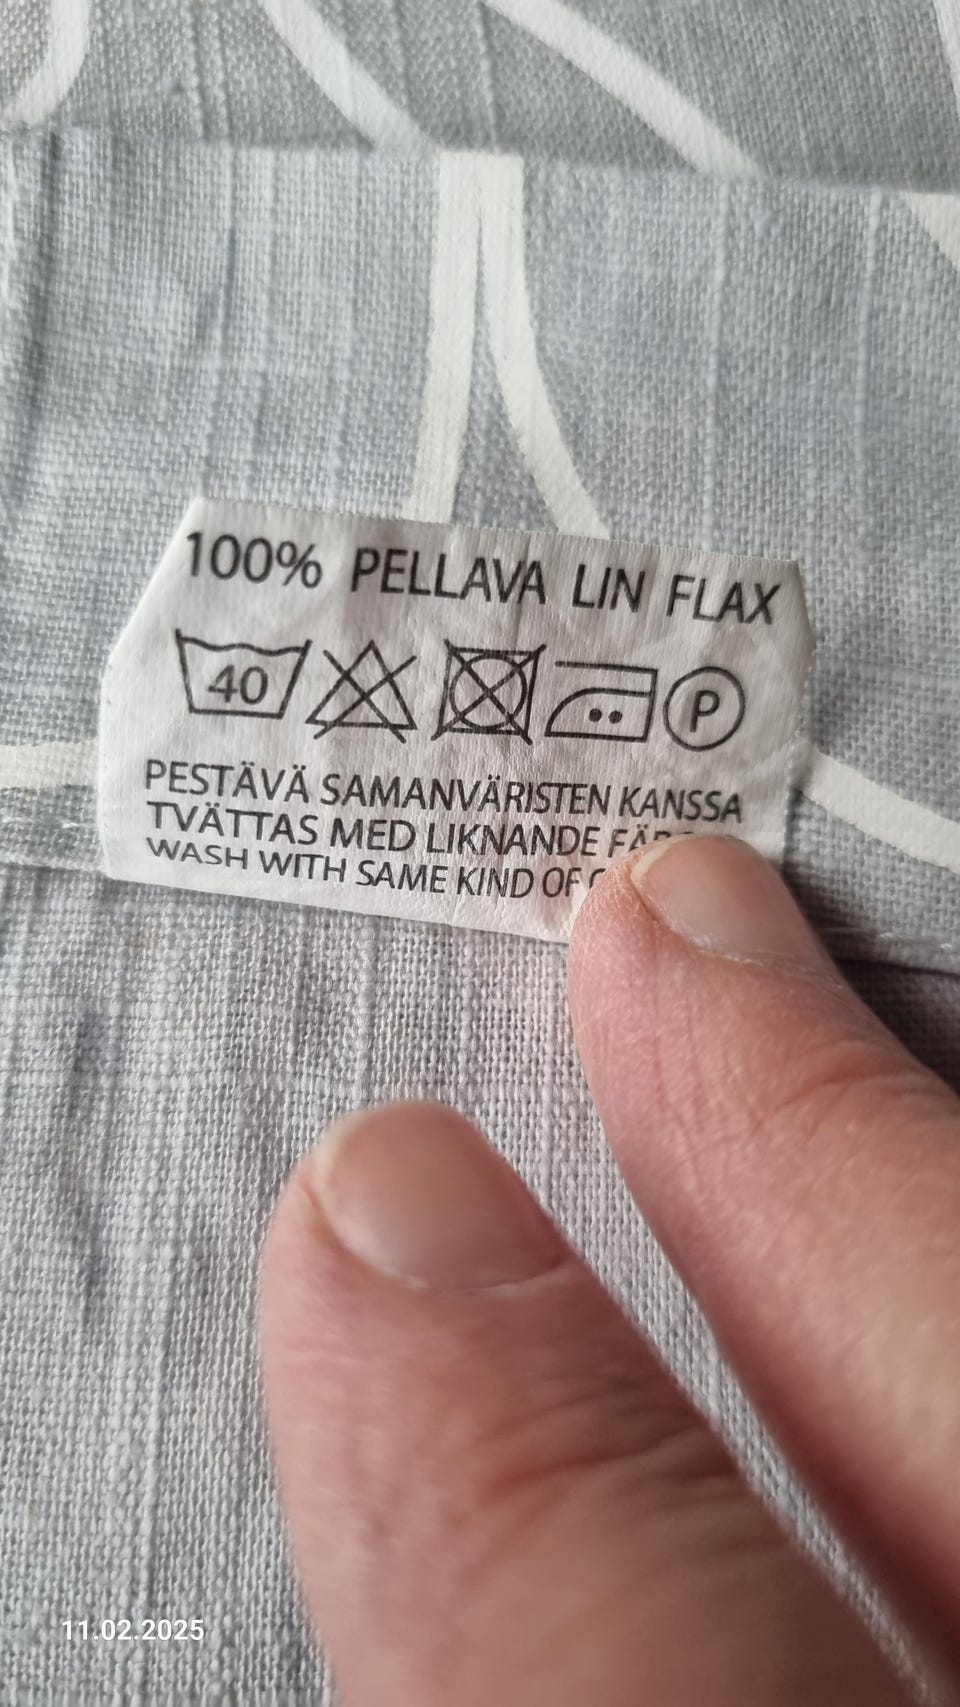 100% PELLAVA LIN FLAX
40 P
PESTÄVÄ SAMANVÄRISTEN KANSSA
TVÄTTAS MED LIKNANDE
WASH WITH SAME KIND OF
11.02.2025